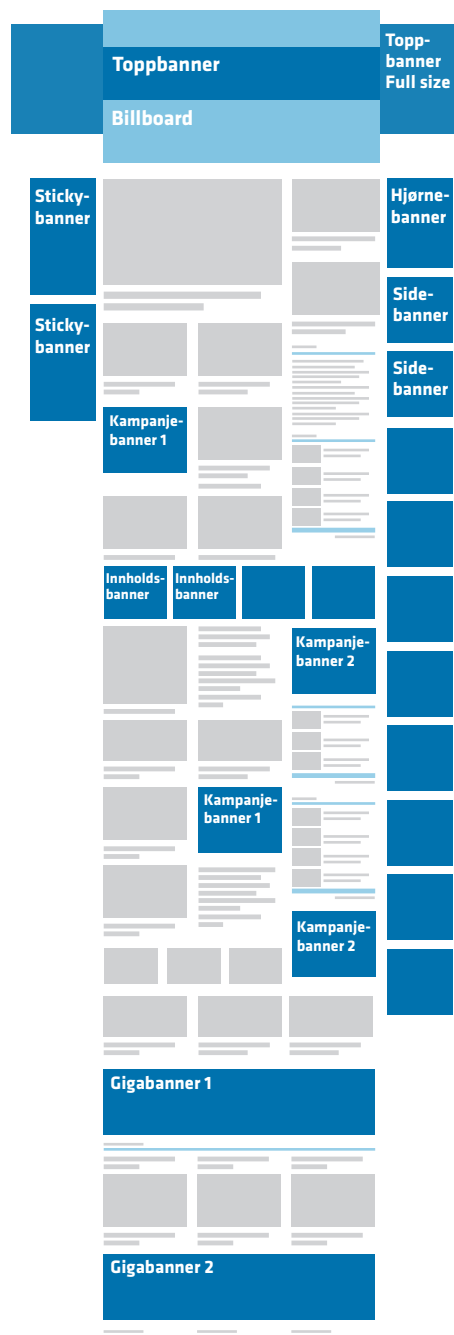 Toppbanner
Topp-
banner
Full size
Billboard
Sticky-
banner
Hjørne-
banner
Side-
banner
Sticky-
banner
Side-
banner
Kampanje-
banner 1
Innholds-
banner
Innholds-
banner
Kampanje-
banner 2
Kampanje-
banner 1
Kampanje-
banner 2
Gigabanner 1
Gigabanner 2